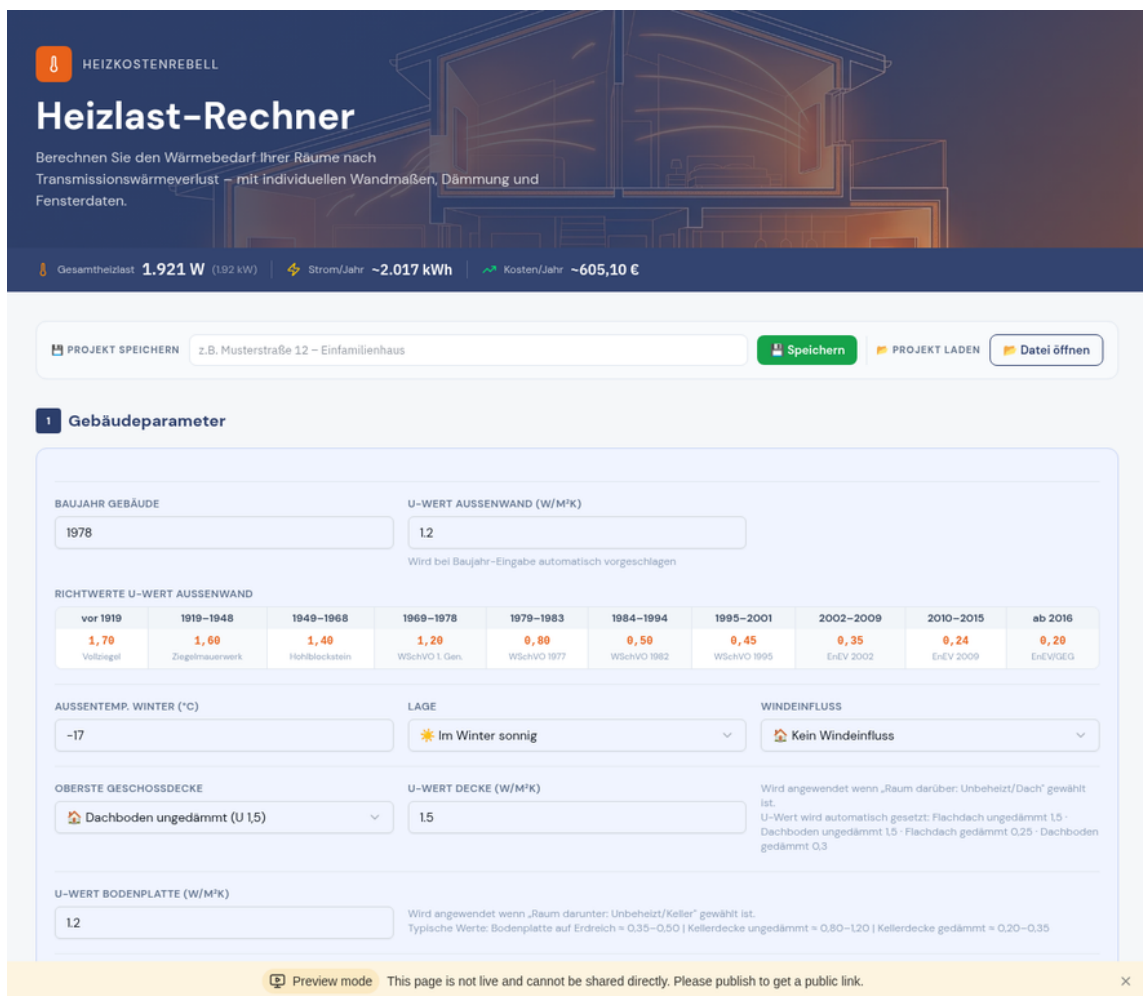 HEIZKOSTENREBELL
Heizlast-Rechner
Berechnen Sie den Wärmebedarf Ihrer Räume nach
Transmissionswärmeverlust – mit individuellen Wandmaßen, Dämmung und
Fensterdaten.
Gesamtheizlast 1.921 W (1.92 kW) Strom/Jahr ~2.017 kWh Kosten/Jahr ~605,10 €
PROJEKT SPEICHERN z.B. Musterstraße 12 – Einfamilienhaus Speichern PROJEKT LADEN Datei öffnen
1 Gebäudeparameter
BAUJAHR GEBÄUDE U-WERT AUSSENWAND (W/M²K)
1978 1.2
Wird bei Baujahr-Eingabe automatisch vorgeschlagen
RICHTWERTE U-WERT AUSSENWAND
vor 1919 1919–1948 1949–1968 1969–1978 1979–1983 1984–1994 1995–2001 2002–2009 2010–2015 ab 2016
1,70 1,60 1,40 1,20 0,80 0,50 0,45 0,35 0,24 0,20
Vollziegel Ziegelmauerwerk Hohlblockstein WSchVO 1. Gen. WSchVO 1977 WSchVO 1982 WSchVO 1995 EnEV 2002 EnEV 2009 EnEV/GEG
AUSSENTEMP. WINTER (°C) LAGE WINDEINFLUSS
-17 Im Winter sonnig Kein Windeinfluss
OBERSTE GESCHOSSDECKE U-WERT DECKE (W/M²K)
Dachboden ungedämmt (U 1,5) 1.5
Wird angewendet wenn „Raum darüber: Unbeheizt/Dach" gewählt
ist.
U-Wert wird automatisch gesetzt: Flachdach ungedämmt 1,5 ·
Dachboden ungedämmt 1,5 · Flachdach gedämmt 0,25 · Dachboden
gedämmt 0,3
U-WERT BODENPLATTE (W/M²K)
1.2
Wird angewendet wenn „Raum darunter: Unbeheizt/Keller" gewählt ist.
Typische Werte: Bodenplatte auf Erdreich ≈ 0,35–0,50 | Kellerdecke ungedämmt ≈ 0,80–1,20 | Kellerdecke gedämmt ≈ 0,20–0,35
Preview mode This page is not live and cannot be shared directly. Please publish to get a public link.